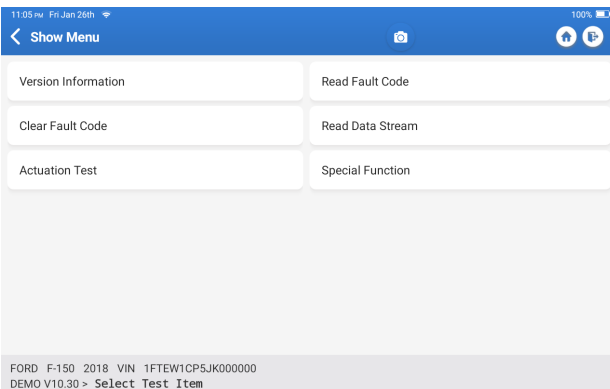 11:05 PM Fri Jan 26th 100%
Show Menu
Version Information Read Fault Code
Clear Fault Code Read Data Stream
Actuation Test Special Function
FORD F-150 2018 VIN 1FTEW1CP5JK000000
DEMO V10.30 > Select Test Item